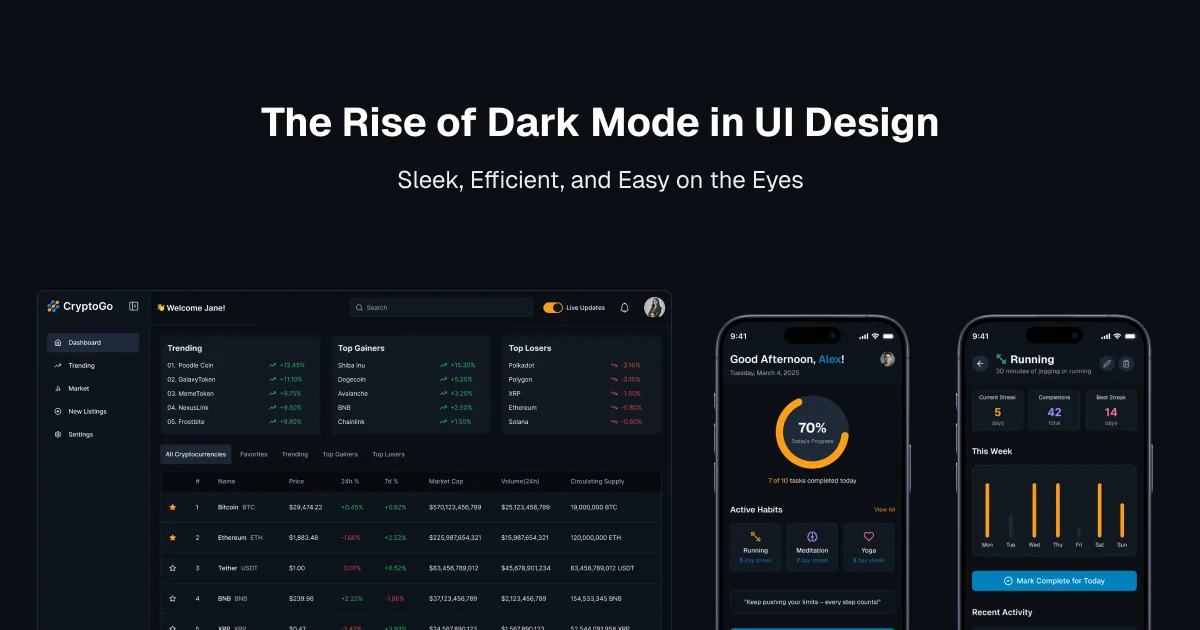 The Rise of Dark Mode in UI Design
Sleek, Efficient, and Easy on the Eyes
CryptoGo
👋 Welcome Jane!
Search
Live Updates
Dashboard
Trending
Market
New Listings
Settings
Trending
01. Poodle Coin +12.45%
02. GalaxyToken +11.10%
03. MemeToken +9.75%
04. NexusLink +9.50%
05. Frostbite +8.80%
Top Gainers
Shiba Inu +15.30%
Dogecoin +5.20%
Avalanche +3.20%
BNB +2.50%
Chainlink +1.50%
Top Losers
Polkadot -2.10%
Polygon -2.15%
XRP -1.50%
Ethereum -0.80%
Solana -0.50%
All Cryptocurrencies Favorites Trending Top Gainers Top Losers
# Name Price 24h % 7d % Market Cap Volume(24h) Circulating Supply
1 Bitcoin BTC $29,474.22 +0.45% +0.82% $570,123,456,789 $25,123,456,789 19,000,000 BTC
2 Ethereum ETH $1,883.48 -1.60% +2.52% $225,987,654,321 $15,987,654,321 120,000,000 ETH
3 Tether USDT $1.00 -0.01% +0.52% $83,456,789,012 $45,678,901,234 83,456,789,012 USDT
4 BNB BNB $239.96 +2.22% -1.66% $37,123,456,789 $2,123,456,789 154,533,345 BNB
5 XRP XRP $0.47 $24,567,890,123 $1,567,890,123 XRP
9:41
Good Afternoon, Alex!
Tuesday, March 4, 2025
70%
Today's Progress
7 of 10 tasks completed today
Active Habits View All
Running
5 day streak
Meditation
7 day streak
Yoga
3 day streak
"Keep pushing your limits – every step counts!"
9:41
Running
30 minutes of jogging or running
Current Streak
5
days
Completions
42
total
Best Streak
14
days
This Week
Mon Tue Wed Thu Fri Sat Sun
Mark Complete for Today
Recent Activity